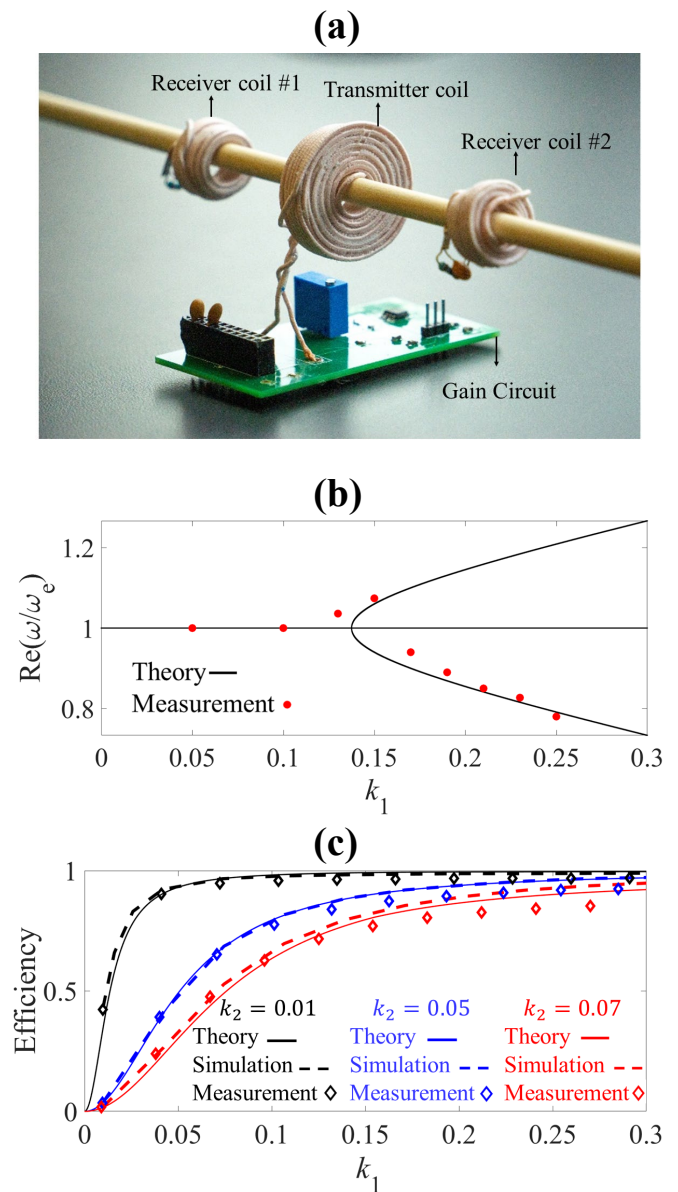 (a)
Receiver coil #1
Transmitter coil
Receiver coil #2
Gain Circuit
(b)
Re(ω/ωe)
1.2
1
0.8
Theory
Measurement
0 0.05 0.1 0.15 0.2 0.25 0.3
k1
(c)
Efficiency
1
0.5
0
k2 = 0.01 k2 = 0.05 k2 = 0.07
Theory Theory Theory
Simulation Simulation Simulation
Measurement Measurement Measurement
0 0.05 0.1 0.15 0.2 0.25 0.3
k1